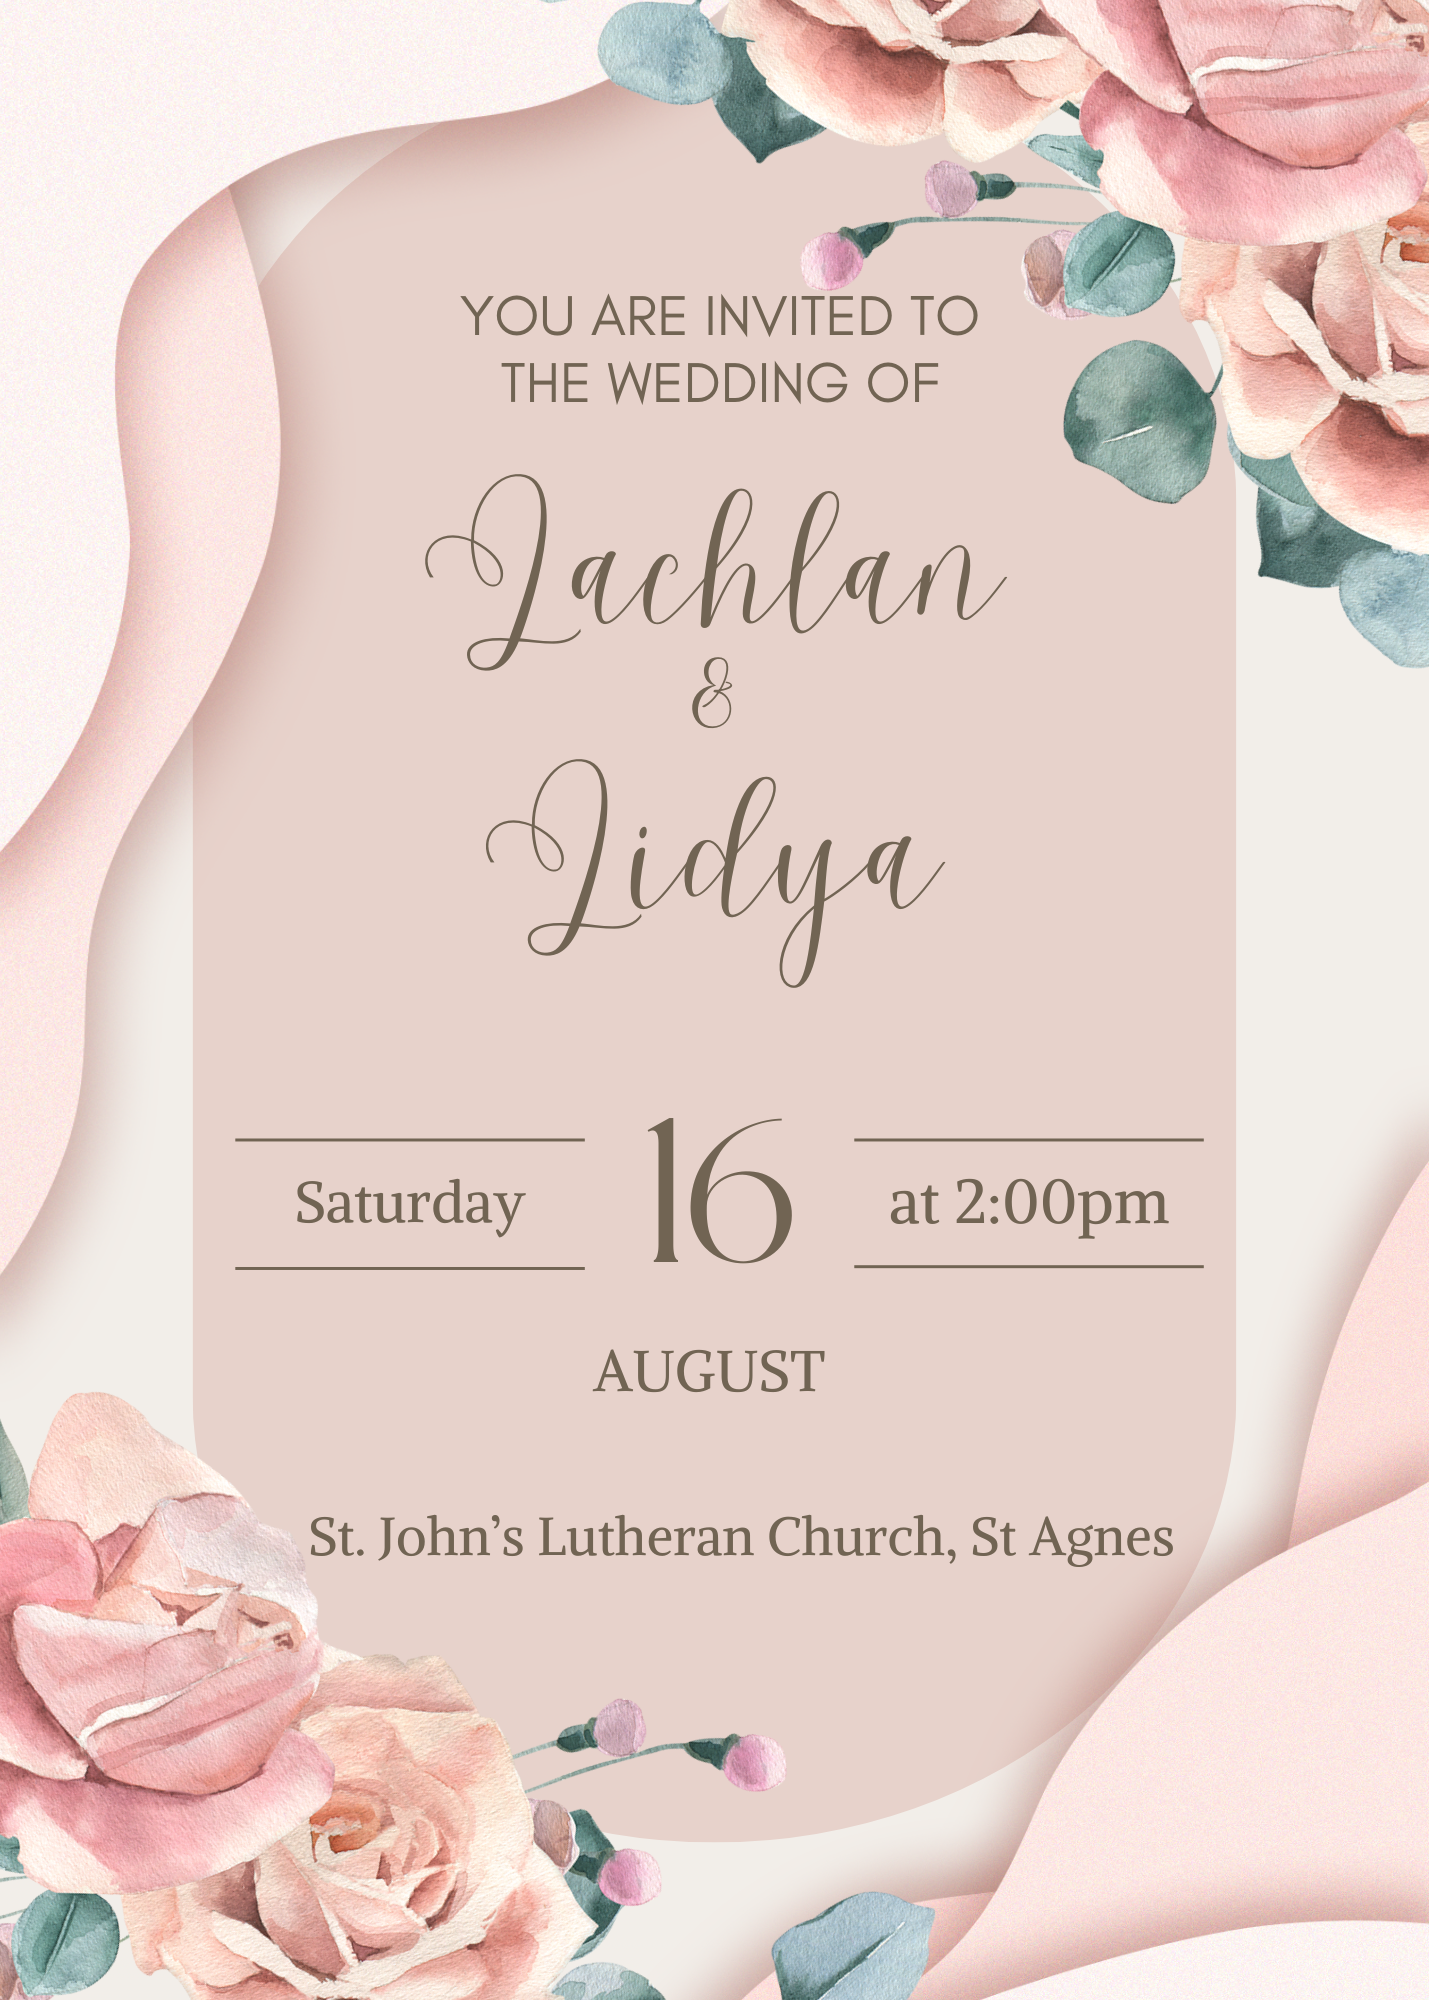 YOU ARE INVITED TO
THE WEDDING OF
Lachlan
&
Lidya
Saturday 16 at 2:00pm
AUGUST
St. John’s Lutheran Church, St Agnes